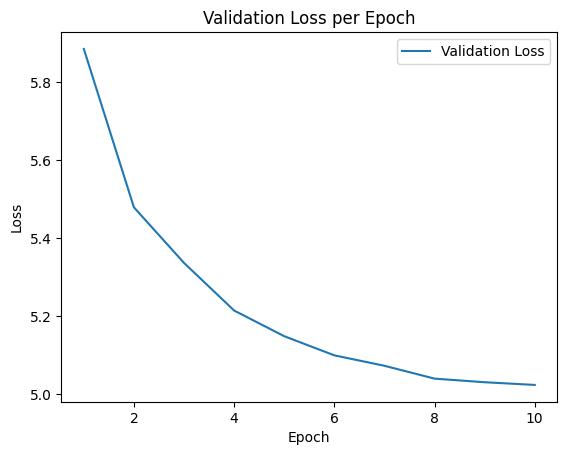 Validation Loss per Epoch
Validation Loss
5.8
5.6
5.4
5.2
5.0
Loss
2 4 6 8 10
Epoch